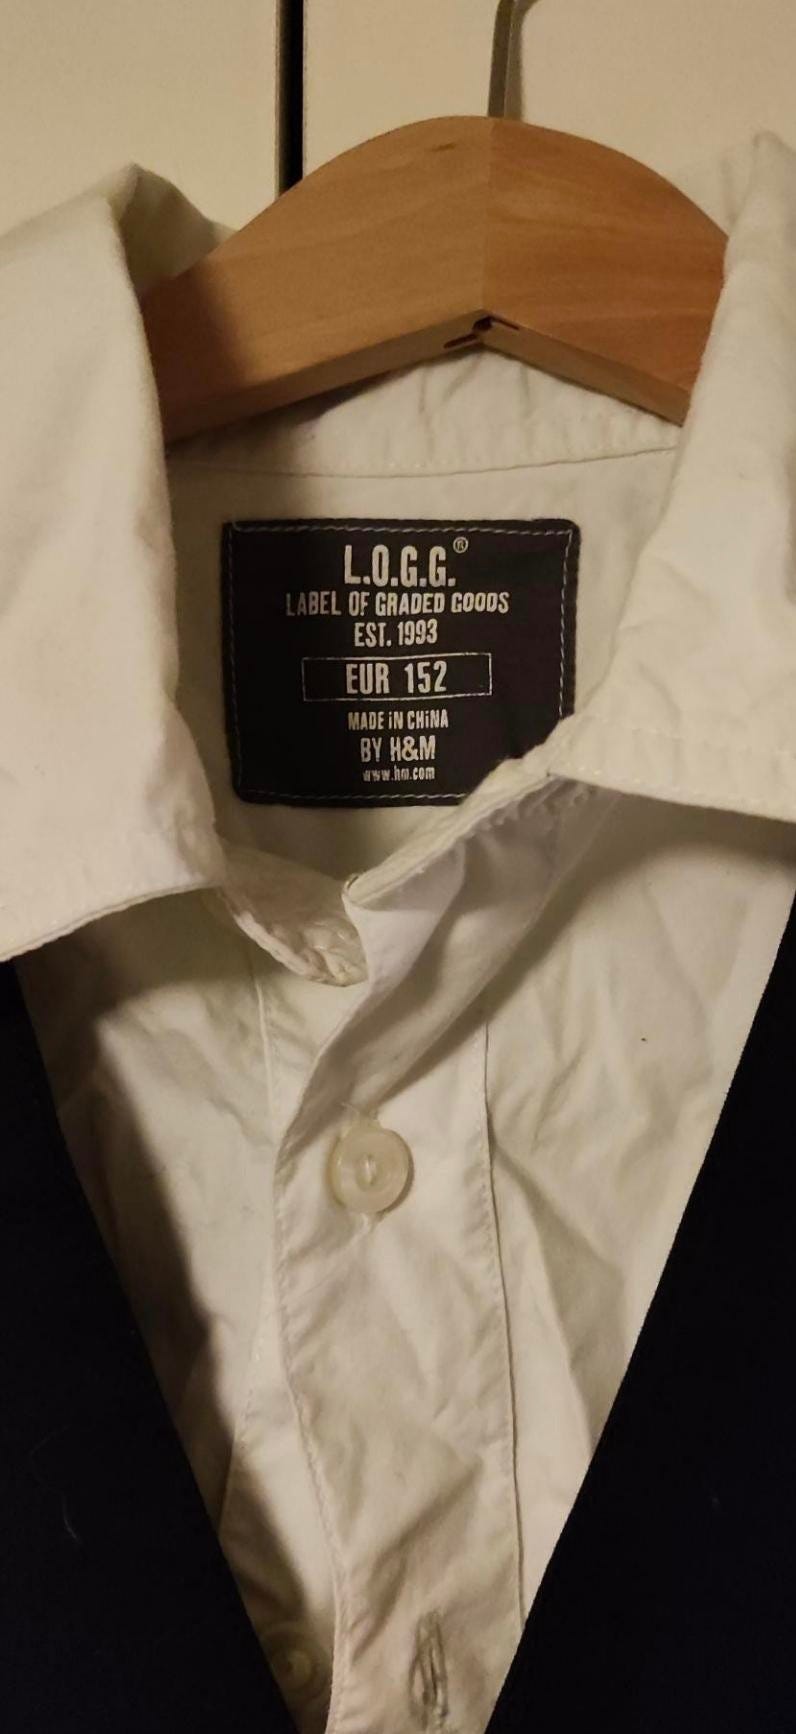 L.O.G.G.®
LABEL OF GRADED GOODS
EST. 1993
EUR 152
MADE iN CHiNA
BY H&M
www.hm.com